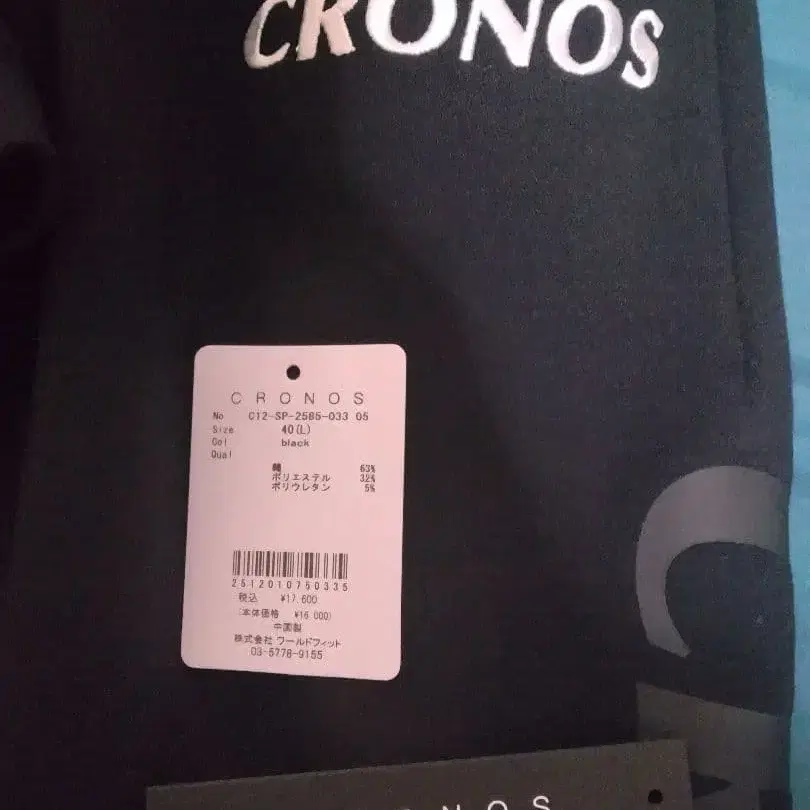 CRONOS
CRONOS
No C12-SP-2585-033 05
Size 40(L)
Col black
Qual
綿 63%
ポリエステル 32%
ポリウレタン 5%
2512010750335
税込 ¥17,600
(本体価格 ¥16,000)
中国製
株式会社 ワールドフィット
03-5778-9155
CRONOS